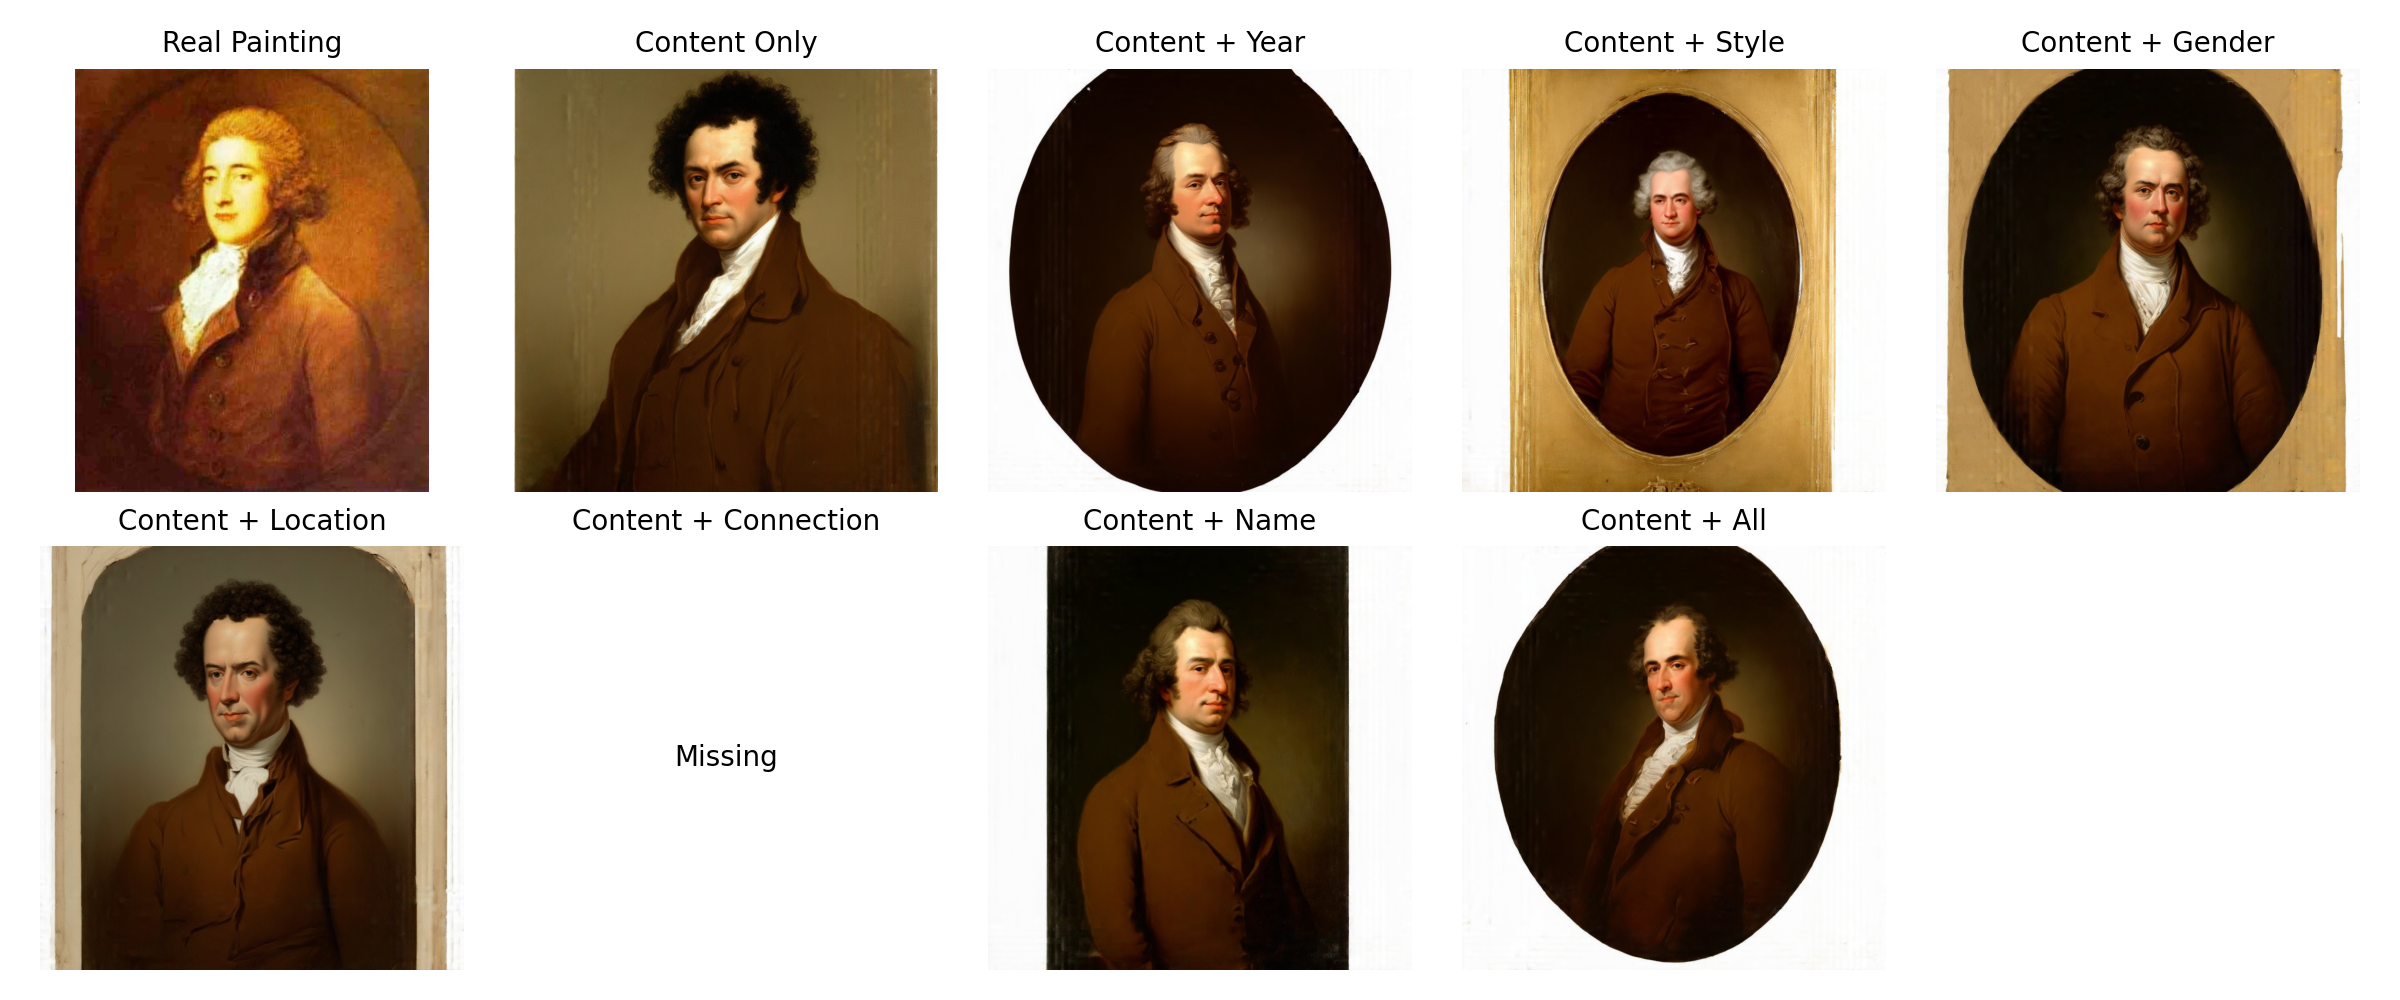 Real Painting
Content Only
Content + Year
Content + Style
Content + Gender
Content + Location
Content + Connection
Content + Name
Content + All
Missing